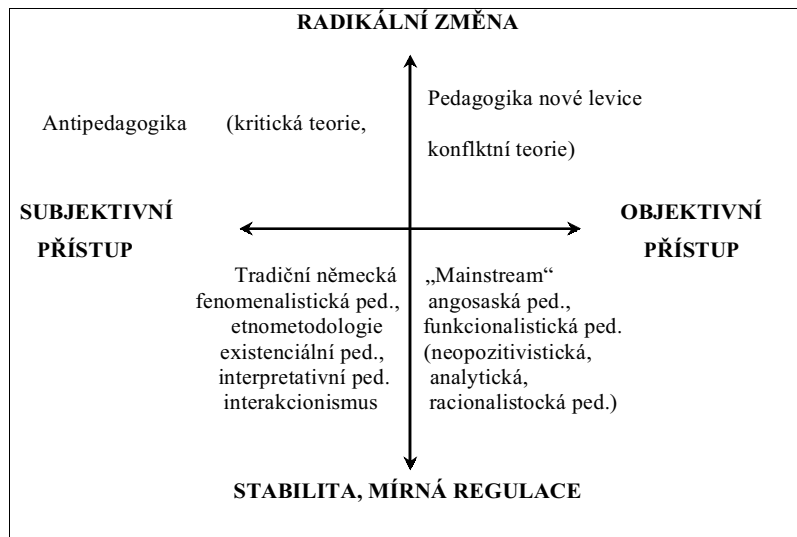 RADIKÁLNÍ ZMĚNA
Pedagogika nové levice
Antipedagogika (kritická teorie,
konflktní teorie)
SUBJEKTIVNÍ
PŘÍSTUP
OBJEKTIVNÍ
PŘÍSTUP
Tradiční německá
fenomenalistická ped.,
etnometodologie
existenciální ped.,
interpretativní ped.
interakcionismus
„Mainstream“
angosaská ped.,
funkcionalistická ped.
(neopozitivistická,
analytická,
racionalistocká ped.)
STABILITA, MÍRNÁ REGULACE